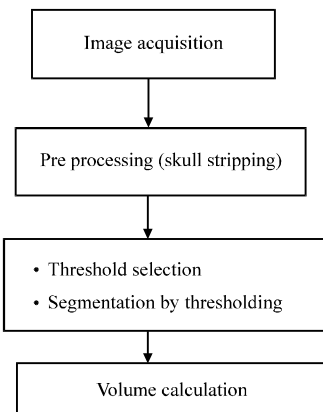 Image acquisition
Pre processing (skull stripping)
• Threshold selection
• Segmentation by thresholding
Volume calculation